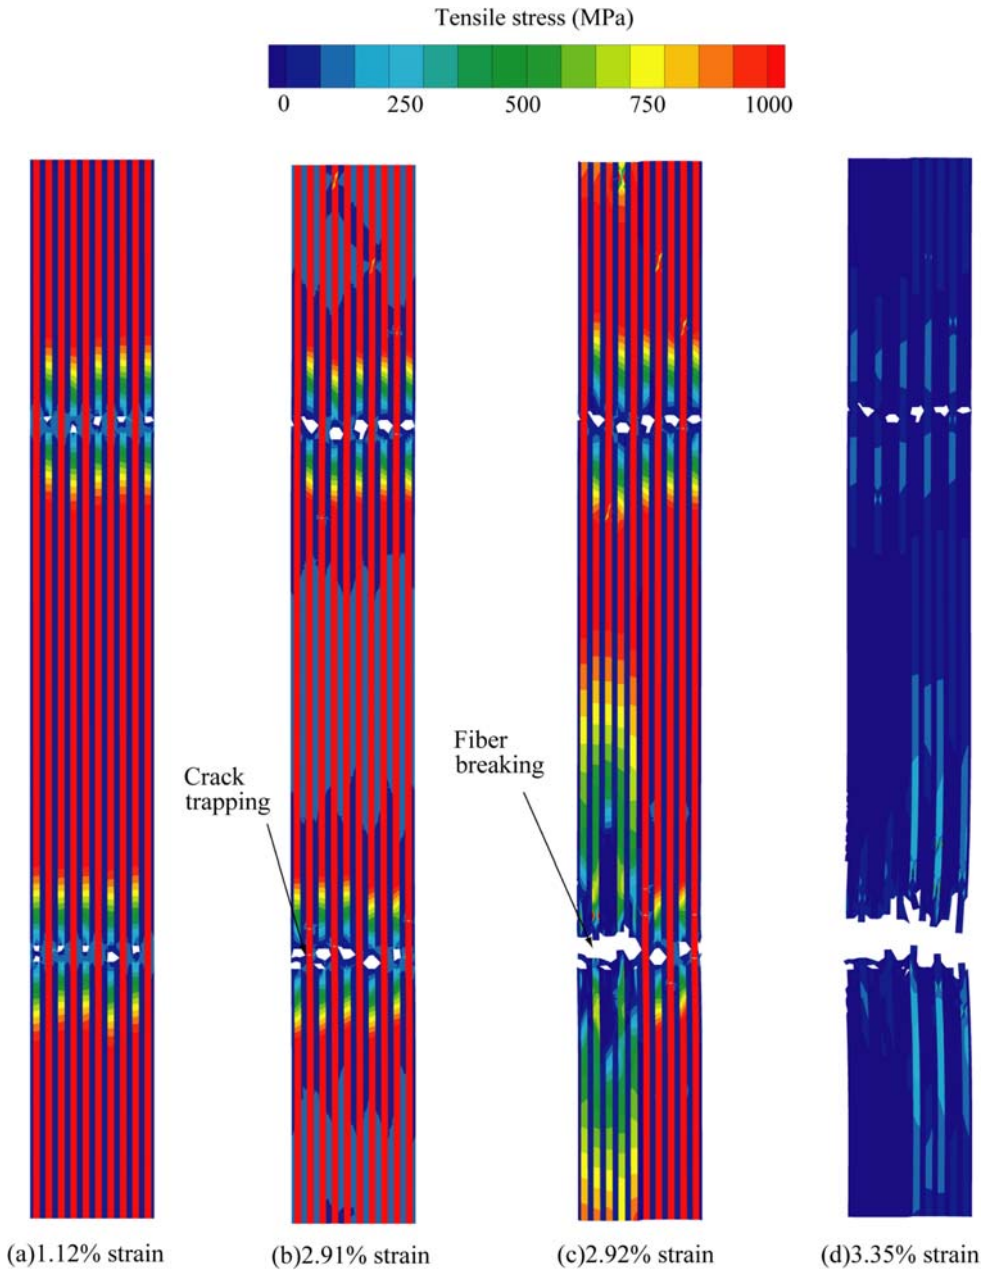 Tensile stress (MPa)
0 250 500 750 1000
Crack
trapping
Fiber
breaking
(a)1.12% strain (b)2.91% strain (c)2.92% strain (d)3.35% strain